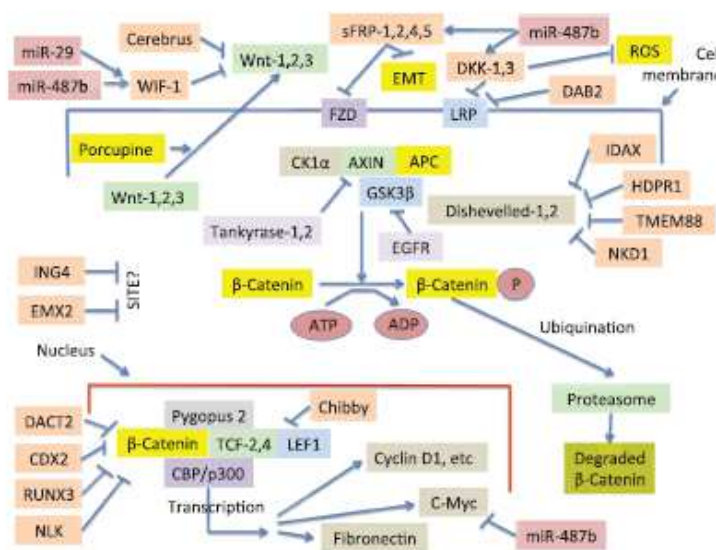 miR-29
miR-487b
Cerebrus
WIF-1
Wnt-1,2,3
sFRP-1,2,4,5
EMT
miR-487b
DKK-1,3
ROS
DAB2
Cell
membrane
FZD
LRP
Porcupine
Wnt-1,2,3
CK1α
AXIN
APC
GSK3β
Tankyrase-1,2
EGFR
Dishevelled-1,2
IDAX
HDPR1
TMEM88
NKD1
ING4
EMX2
SITE?
β-Catenin
β-Catenin
P
ATP
ADP
Ubiquination
Nucleus
Proteasome
Degraded
β-Catenin
DACT2
CDX2
RUNX3
NLK
Pygopus 2
β-Catenin
TCF-2,4
LEF1
CBP/p300
Chibby
Transcription
Cyclin D1, etc
C-Myc
Fibronectin
miR-487b